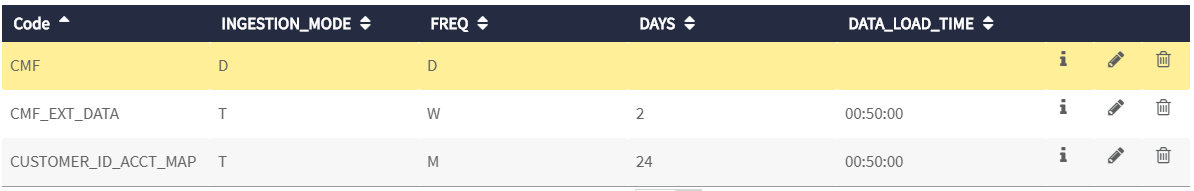 Code INGESTION_MODE FREQ DAYS DATA_LOAD_TIME
CMF D D
CMF_EXT_DATA T W 2 00:50:00
CUSTOMER_ID_ACCT_MAP T M 24 00:50:00